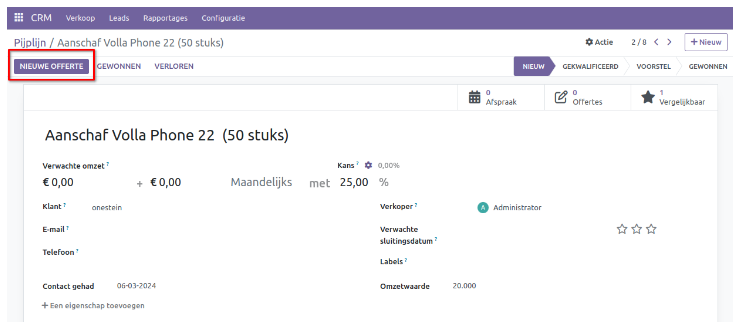 CRM Verkoop Leads Rapportages Configuratie
Pijplijn / Aanschaf Volla Phone 22 (50 stuks) Actie 2 / 8 + Nieuw
NIEUWE OFFERTE GEWONNEN VERLOREN NIEUW GEKWALIFICEERD VOORSTEL GEWONNEN
0 Afspraak 0 Offertes 1 Vergelijkbaar
Aanschaf Volla Phone 22 (50 stuks)
Verwachte omzet ? Kans ? 0,00%
€ 0,00 + € 0,00 Maandelijks met 25,00 %
Klant ? onestein Verkoper ? A Administrator
E-mail ? Verwachte sluitingsdatum ?
Telefoon ? Labels ?
Contact gehad 06-03-2024 Omzetwaarde 20.000
+ Een eigenschap toevoegen